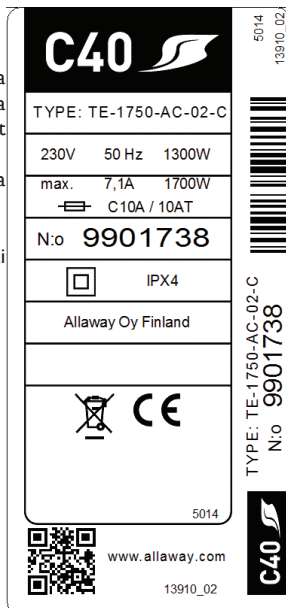 C40
TYPE: TE-1750-AC-02-C
230V 50 Hz 1300W
max. 7,1A 1700W
C10A / 10AT
N:o 9901738
IPX4
Allaway Oy Finland
CE
5014
www.allaway.com
13910_02
5014
13910_02
TYPE: TE-1750-AC-02-C
N:o 9901738
C40
a
a
t
a
i